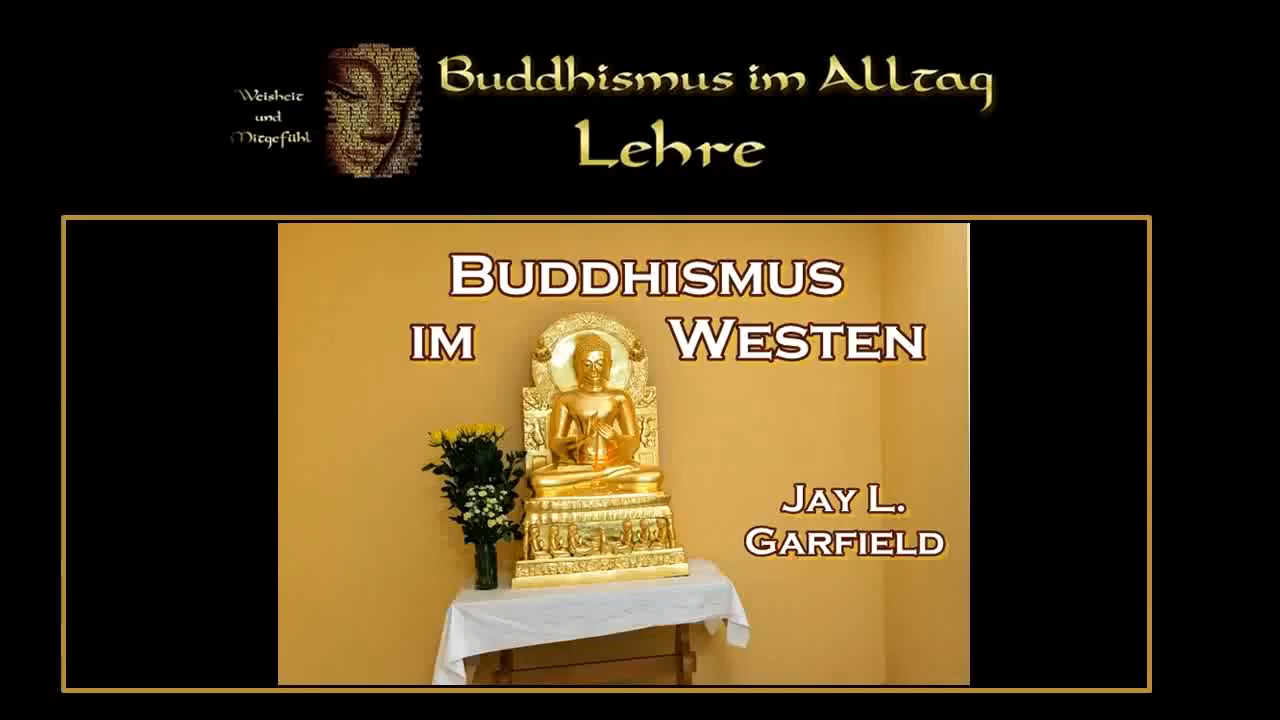 Weisheit
und
Mitgefühl
Buddhismus im Alltag
Lehre
BUDDHISMUS
IM WESTEN
JAY L.
GARFIELD